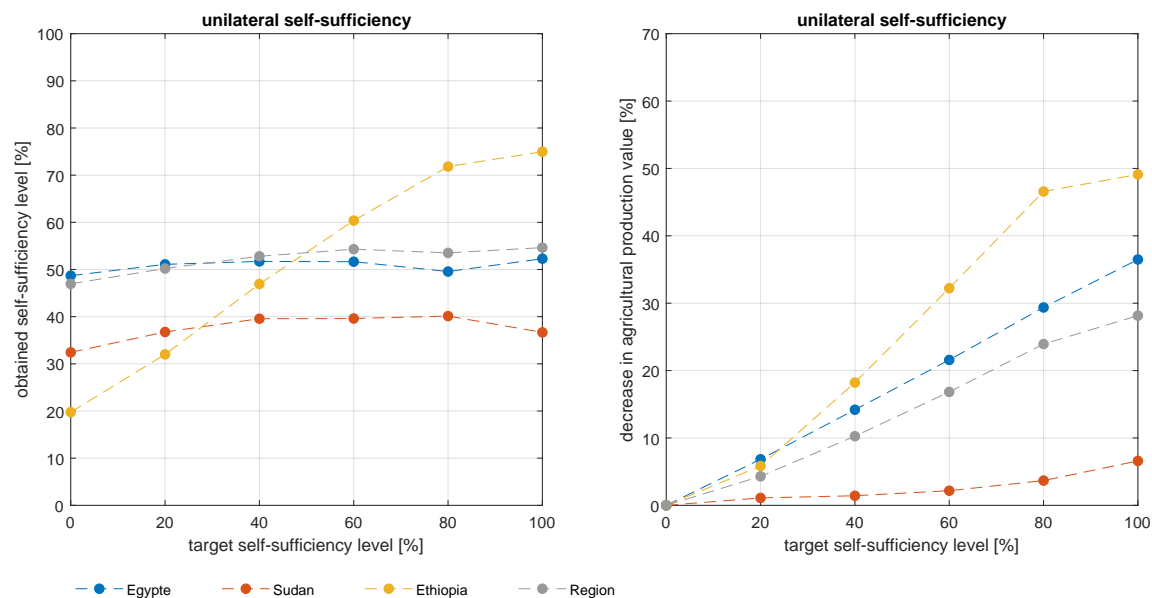 unilateral self-sufficiency
100
90
80
70
60
50
40
30
20
10
0
obtained self-sufficiency level [%]
0 20 40 60 80 100
target self-sufficiency level [%]
unilateral self-sufficiency
70
60
50
40
30
20
10
0
decrease in agricultural production value [%]
0 20 40 60 80 100
target self-sufficiency level [%]
Egypte Sudan Ethiopia Region